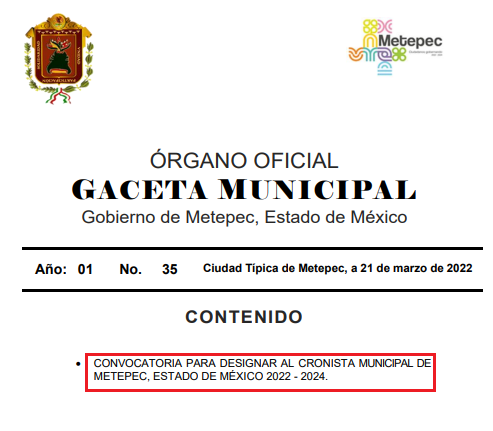 Metepec
ÓRGANO OFICIAL
GACETA MUNICIPAL
Gobierno de Metepec, Estado de México
Año: 01 No. 35 Ciudad Típica de Metepec, a 21 de marzo de 2022
CONTENIDO
• CONVOCATORIA PARA DESIGNAR AL CRONISTA MUNICIPAL DE
METEPEC, ESTADO DE MÉXICO 2022 - 2024.